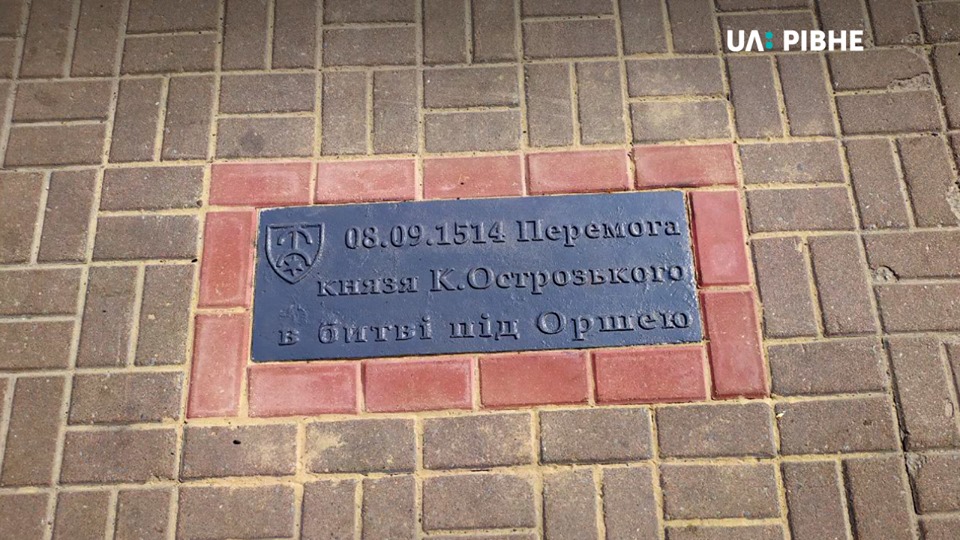 UA: РІВНЕ
08.09.1514 Перемога
князя К.Острозького
в битві під Оршею